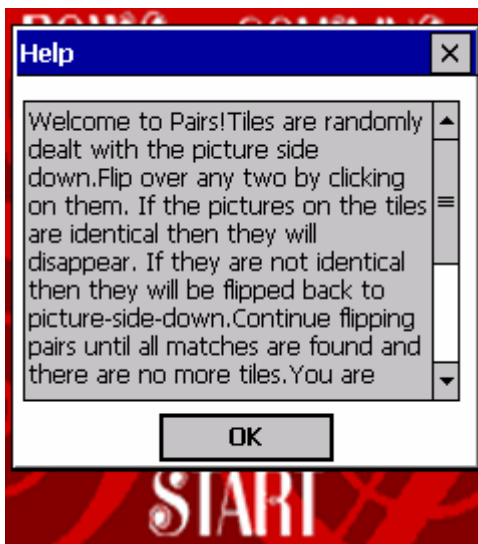 Help
Welcome to Pairs!Tiles are randomly
dealt with the picture side
down.Flip over any two by clicking
on them. If the pictures on the tiles
are identical then they will
disappear. If they are not identical
then they will be flipped back to
picture-side-down.Continue flipping
pairs until all matches are found and
there are no more tiles.You are
OK
START